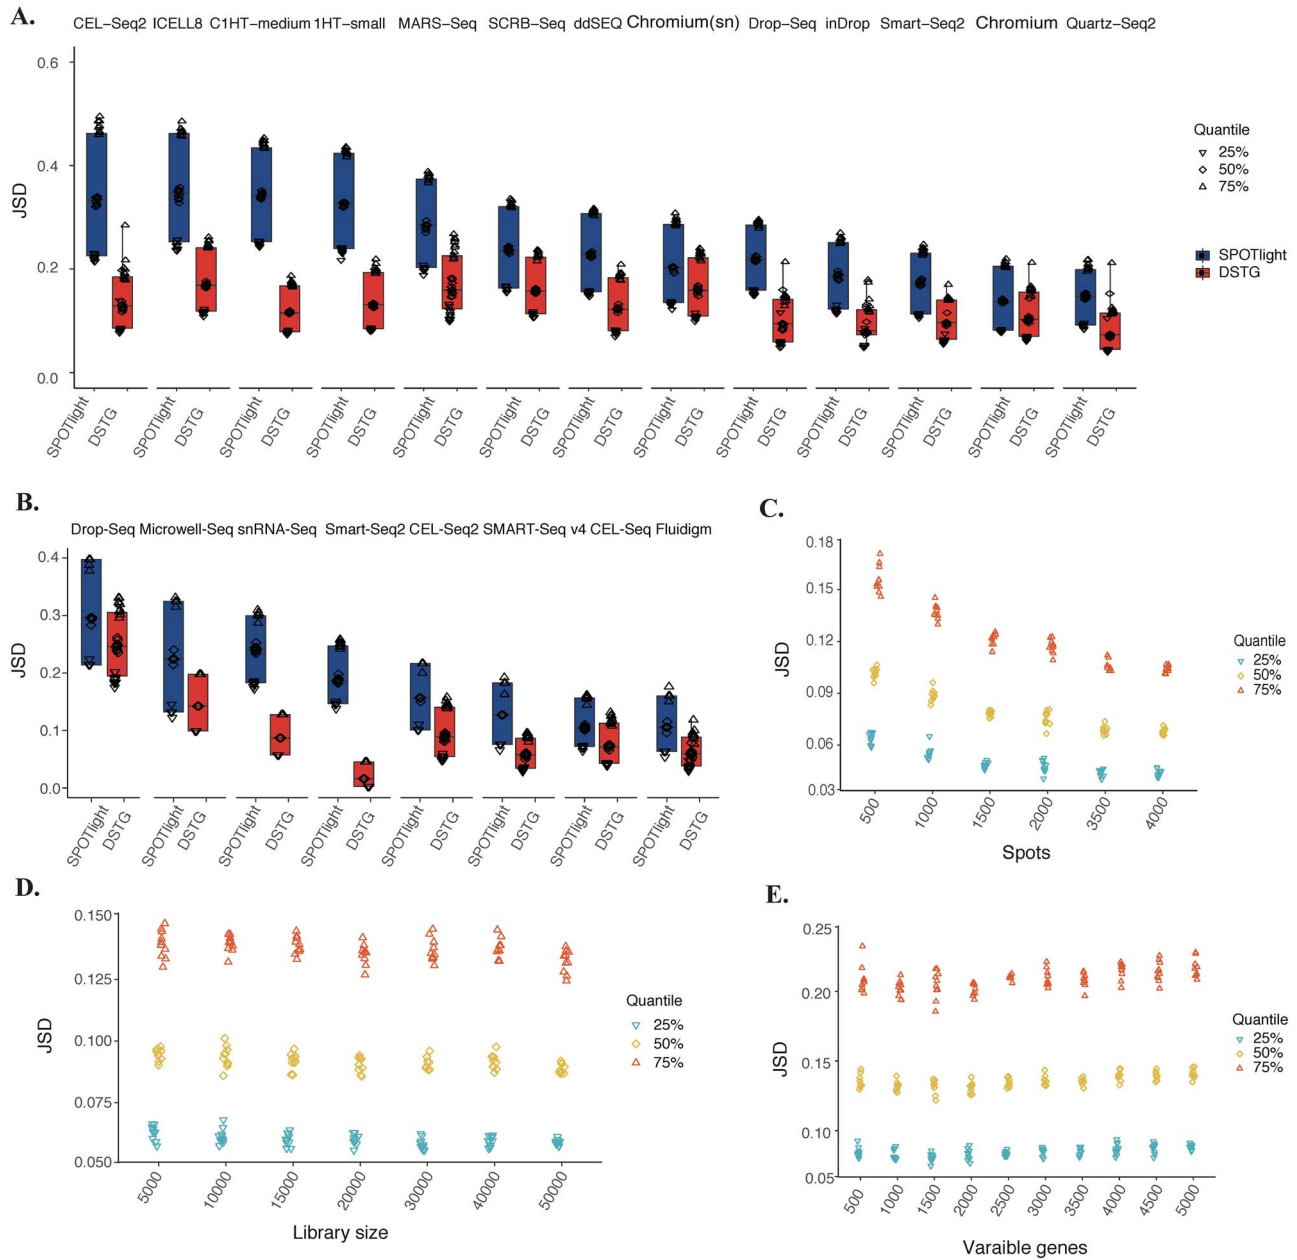 A.
CEL–Seq2 ICELL8 C1HT–medium 1HT–small MARS–Seq SCRB–Seq ddSEQ Chromium(sn) Drop–Seq inDrop Smart–Seq2 Chromium Quartz–Seq2
JSD
0.6
0.4
0.2
0.0
SPOTlight DSTG SPOTlight DSTG SPOTlight DSTG SPOTlight DSTG SPOTlight DSTG SPOTlight DSTG SPOTlight DSTG SPOTlight DSTG SPOTlight DSTG SPOTlight DSTG SPOTlight DSTG SPOTlight DSTG SPOTlight DSTG
Quantile
25%
50%
75%
SPOTlight
DSTG
B.
Drop-Seq Microwell-Seq snRNA-Seq Smart-Seq2 CEL-Seq2 SMART-Seq v4 CEL-Seq Fluidigm
JSD
0.4
0.3
0.2
0.1
0.0
SPOTlight DSTG SPOTlight DSTG SPOTlight DSTG SPOTlight DSTG SPOTlight DSTG SPOTlight DSTG SPOTlight DSTG SPOTlight DSTG
C.
JSD
0.18
0.15
0.12
0.09
0.06
0.03
500 1000 1500 2000 3500 4000
Spots
Quantile
25%
50%
75%
D.
JSD
0.150
0.125
0.100
0.075
0.050
5000 10000 15000 20000 30000 40000 50000
Library size
Quantile
25%
50%
75%
E.
JSD
0.25
0.20
0.15
0.10
0.05
500 1000 1500 2000 2500 3000 3500 4000 4500 5000
Varaible genes
Quantile
25%
50%
75%